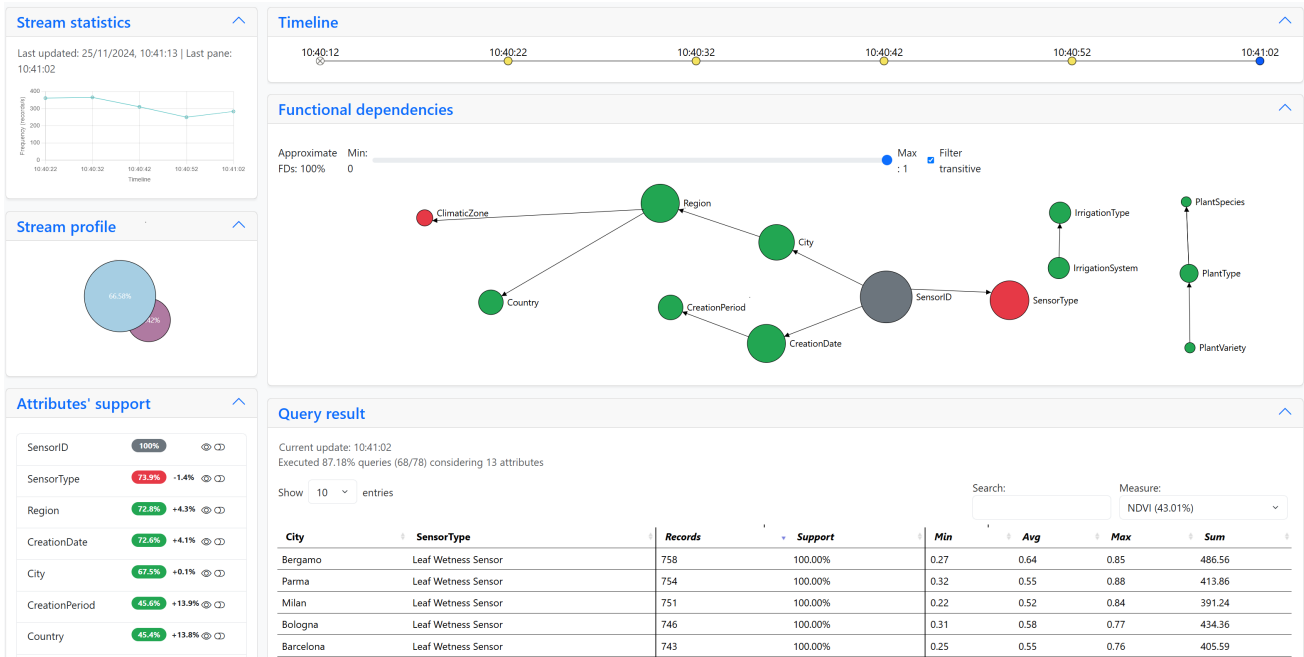 Stream statistics
Last updated: 25/11/2024, 10:41:13 | Last pane:
10:41:02
Frequency (records/s)
400
300
200
100
0
10:40:22 10:40:32 10:40:42 10:40:52 10:41:02
Timeline
Stream profile
66.58%
42%
Attributes' support
SensorID 100%
SensorType 73.9% -1.4%
Region 72.8% +4.3%
CreationDate 72.6% +4.1%
City 67.5% +0.1%
CreationPeriod 45.6% +13.9%
Country 45.4% +13.8%
Timeline
10:40:12 10:40:22 10:40:32 10:40:42 10:40:52 10:41:02
Functional dependencies
Approximate Min: Max Filter
FDs: 100% 0 : 1 transitive
ClimaticZone
Region
City
Country
CreationPeriod
SensorID
SensorType
CreationDate
IrrigationType
IrrigationSystem
PlantSpecies
PlantType
PlantVariety
Query result
Current update: 10:41:02
Executed 87.18% queries (68/78) considering 13 attributes
Show 10 entries
Search:
Measure:
NDVI (43.01%)
City SensorType Records Support Min Avg Max Sum
Bergamo Leaf Wetness Sensor 758 100.00% 0.27 0.64 0.85 486.56
Parma Leaf Wetness Sensor 754 100.00% 0.32 0.55 0.88 413.86
Milan Leaf Wetness Sensor 751 100.00% 0.22 0.52 0.84 391.24
Bologna Leaf Wetness Sensor 746 100.00% 0.31 0.58 0.77 434.36
Barcelona Leaf Wetness Sensor 743 100.00% 0.25 0.55 0.76 405.59